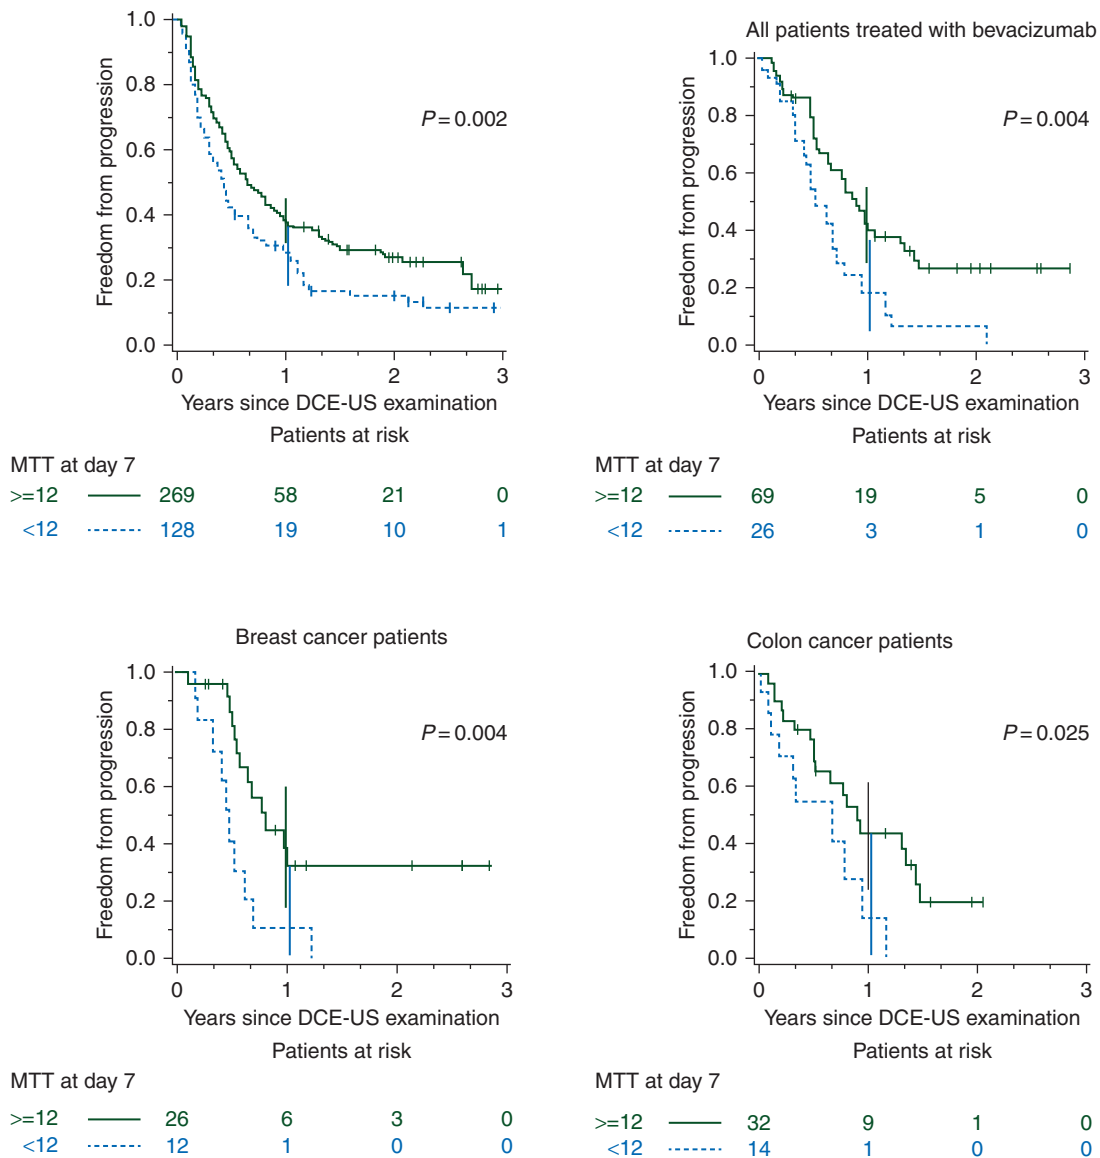 1.0
0.8
0.6
0.4
0.2
0.0
Freedom from progression
P = 0.002
0 1 2 3
Years since DCE-US examination
Patients at risk
MTT at day 7
>=12 269 58 21 0
<12 128 19 10 1
All patients treated with bevacizumab
1.0
0.8
0.6
0.4
0.2
0.0
Freedom from progression
P = 0.004
0 1 2 3
Years since DCE-US examination
Patients at risk
MTT at day 7
>=12 69 19 5 0
<12 26 3 1 0
Breast cancer patients
1.0
0.8
0.6
0.4
0.2
0.0
Freedom from progression
P = 0.004
0 1 2 3
Years since DCE-US examination
Patients at risk
MTT at day 7
>=12 26 6 3 0
<12 12 1 0 0
Colon cancer patients
1.0
0.8
0.6
0.4
0.2
0.0
Freedom from progression
P = 0.025
0 1 2 3
Years since DCE-US examination
Patients at risk
MTT at day 7
>=12 32 9 1 0
<12 14 1 0 0